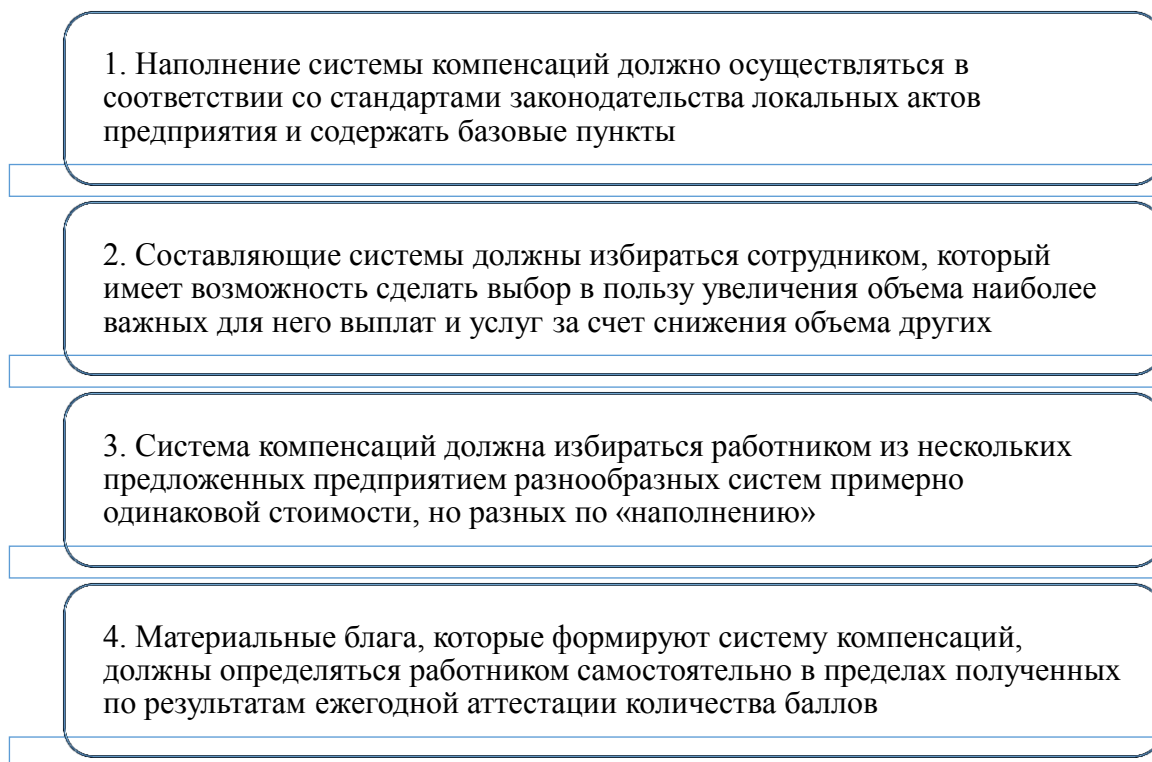 1. Наполнение системы компенсаций должно осуществляться в
соответствии со стандартами законодательства локальных актов
предприятия и содержать базовые пункты
2. Составляющие системы должны избираться сотрудником, который
имеет возможность сделать выбор в пользу увеличения объема наиболее
важных для него выплат и услуг за счет снижения объема других
3. Система компенсаций должна избираться работником из нескольких
предложенных предприятием разнообразных систем примерно
одинаковой стоимости, но разных по «наполнению»
4. Материальные блага, которые формируют систему компенсаций,
должны определяться работником самостоятельно в пределах полученных
по результатам ежегодной аттестации количества баллов